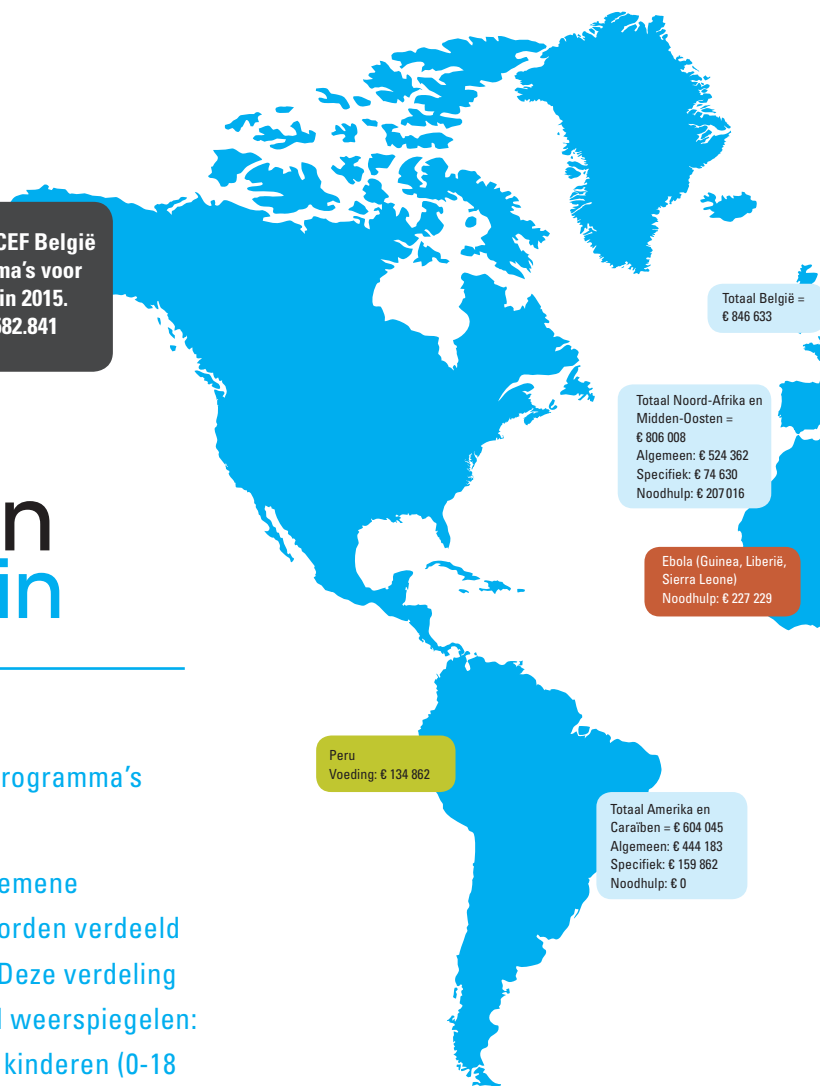 CEF België
ma's voor
in 2015.
582.841
n
in
rogramma's
emene
orden verdeeld
Deze verdeling
weerspiegelen:
kinderen (0-18
Totaal België =
€ 846 633
Totaal Noord-Afrika en
Midden-Oosten =
€ 806 008
Algemeen: € 524 362
Specifiek: € 74 630
Noodhulp: € 207 016
Ebola (Guinea, Liberië,
Sierra Leone)
Noodhulp: € 227 229
Peru
Voeding: € 134 862
Totaal Amerika en
Caraïben = € 604 045
Algemeen: € 444 183
Specifiek: € 159 862
Noodhulp: € 0